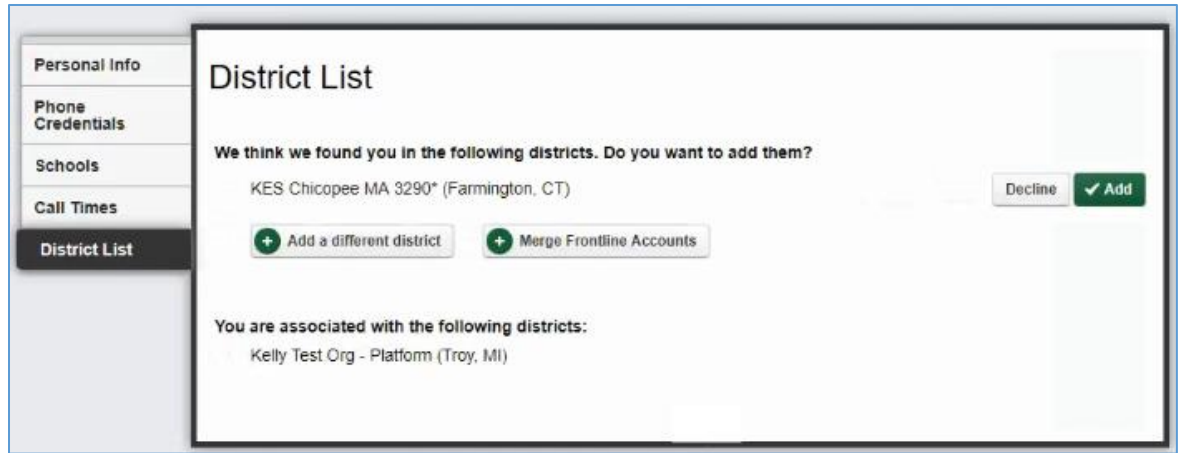 Personal Info
Phone
Credentials
Schools
Call Times
District List
District List
We think we found you in the following districts. Do you want to add them?
KES Chicopee MA 3290* (Farmington, CT)
Decline
Add
Add a different district
Merge Frontline Accounts
You are associated with the following districts:
Kelly Test Org - Platform (Troy, MI)